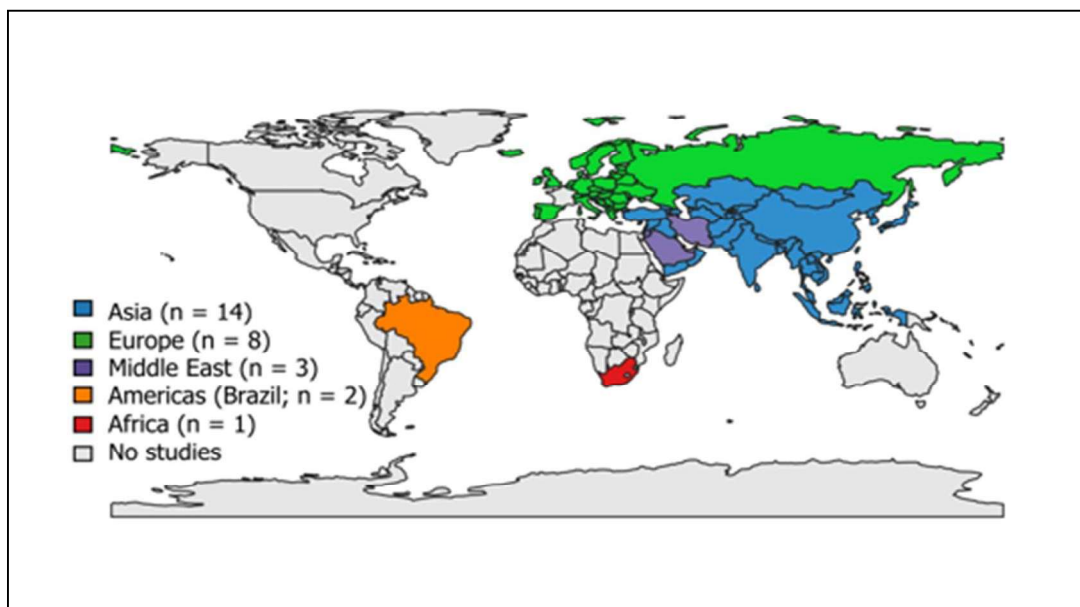 Asia (n = 14)
Europe (n = 8)
Middle East (n = 3)
Americas (Brazil; n = 2)
Africa (n = 1)
No studies